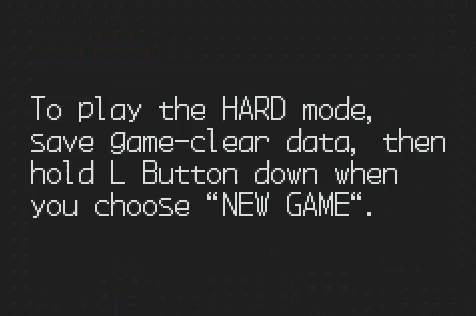 To play the HARD mode,
save game-clear data, then
hold L Button down when
you choose “NEW GAME“.